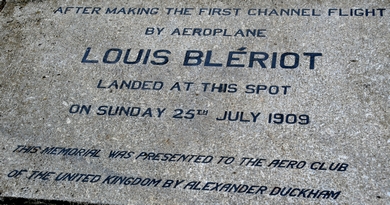 AFTER MAKING THE FIRST CHANNEL FLIGHT
BY AEROPLANE
LOUIS BLÉRIOT
LANDED AT THIS SPOT
ON SUNDAY 25TH JULY 1909
THIS MEMORIAL WAS PRESENTED TO THE AERO CLUB
OF THE UNITED KINGDOM BY ALEXANDER DUCKHAM